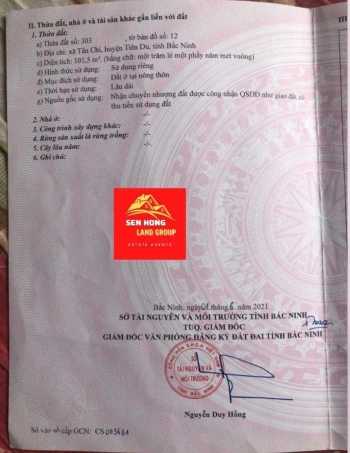 II. Thửa đất, nhà ở và tài sản khác gắn liền với đất
1. Thửa đất:
a) Thửa đất số: 303 , tờ bản đồ số: 12
b) Địa chỉ: xã Tân Chi, huyện Tiên Du, tỉnh Bắc Ninh
c) Diện tích: 101,5 m², (bằng chữ: một trăm lẻ một phẩy năm mét vuông)
d) Hình thức sử dụng: Sử dụng riêng
đ) Mục đích sử dụng: Đất ở tại nông thôn
e) Thời hạn sử dụng: Lâu dài
g) Nguồn gốc sử dụng: Nhận chuyển nhượng đất được công nhận QSDĐ như giao đất có
thu tiền sử dụng đất
2. Nhà ở: -/-
3. Công trình xây dựng khác: -/-
4. Rừng sản xuất là rừng trồng: -/-
5. Cây lâu năm: -/-
6. Ghi chú:
SEN HONG
LAND GROUP
ESTATE AGENTS
Bắc Ninh, ngày 01 tháng 6 năm 2021
SỞ TÀI NGUYÊN VÀ MÔI TRƯỜNG TỈNH BẮC NINH
TUQ. GIÁM ĐỐC
GIÁM ĐỐC VĂN PHÒNG ĐĂNG KÝ ĐẤT ĐAI TỈNH BẮC NINH
SỞ
TÀI NGUYÊN VÀ
MÔI TRƯỜNG
TỈNH BẮC NINH
Nguyễn Duy Hồng
Số vào sổ cấp GCN: CS